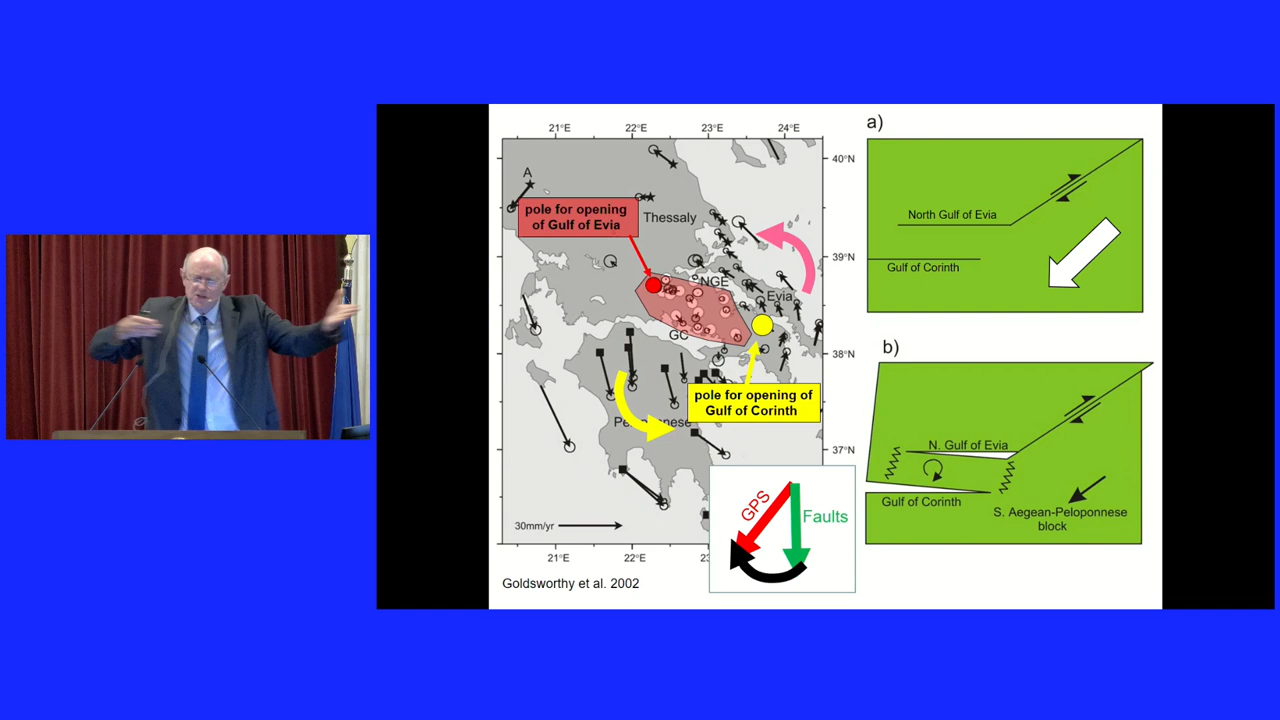 21°E 22°E 23°E 24°E
40°N
A
pole for opening
of Gulf of Evia
Thessaly
39°N
NGE
Evia
GC
38°N
pole for opening of
Gulf of Corinth
37°N
30mm/yr
21°E 22°E
GPS
Faults
Goldsworthy et al. 2002
a)
North Gulf of Evia
Gulf of Corinth
b)
N. Gulf of Evia
Gulf of Corinth
S. Aegean-Peloponnese
block